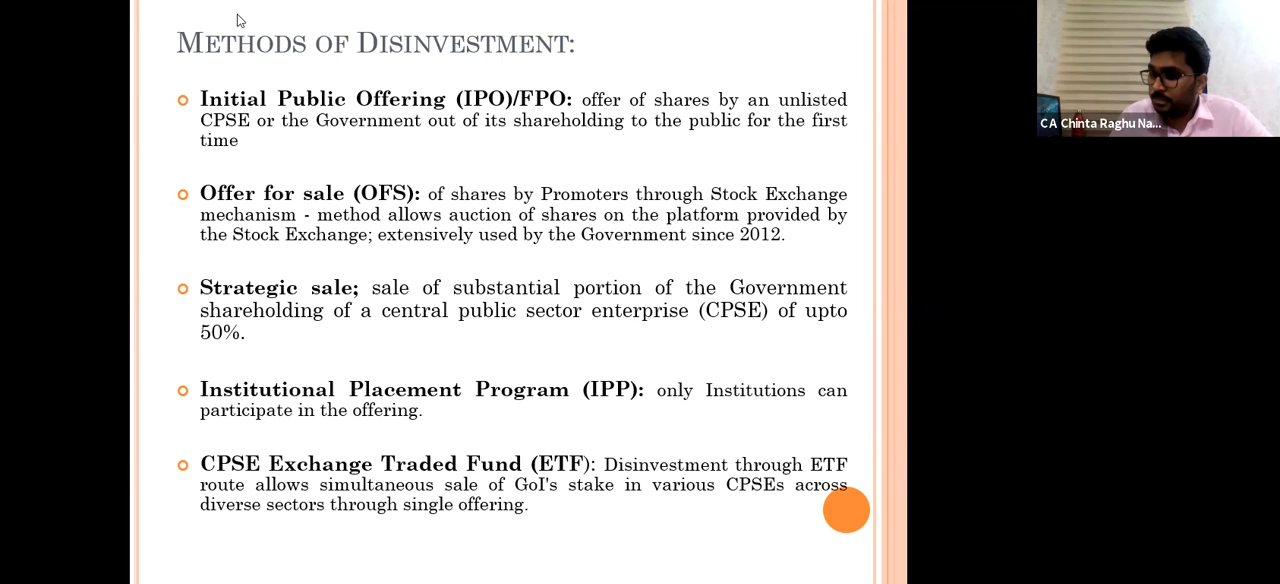 METHODS OF DISINVESTMENT:
Initial Public Offering (IPO)/FPO: offer of shares by an unlisted
CPSE or the Government out of its shareholding to the public for the first
time
Offer for sale (OFS): of shares by Promoters through Stock Exchange
mechanism - method allows auction of shares on the platform provided by
the Stock Exchange; extensively used by the Government since 2012.
Strategic sale; sale of substantial portion of the Government
shareholding of a central public sector enterprise (CPSE) of upto
50%.
Institutional Placement Program (IPP): only Institutions can
participate in the offering.
CPSE Exchange Traded Fund (ETF): Disinvestment through ETF
route allows simultaneous sale of GoI's stake in various CPSEs across
diverse sectors through single offering.
CA Chinta Raghu Na...